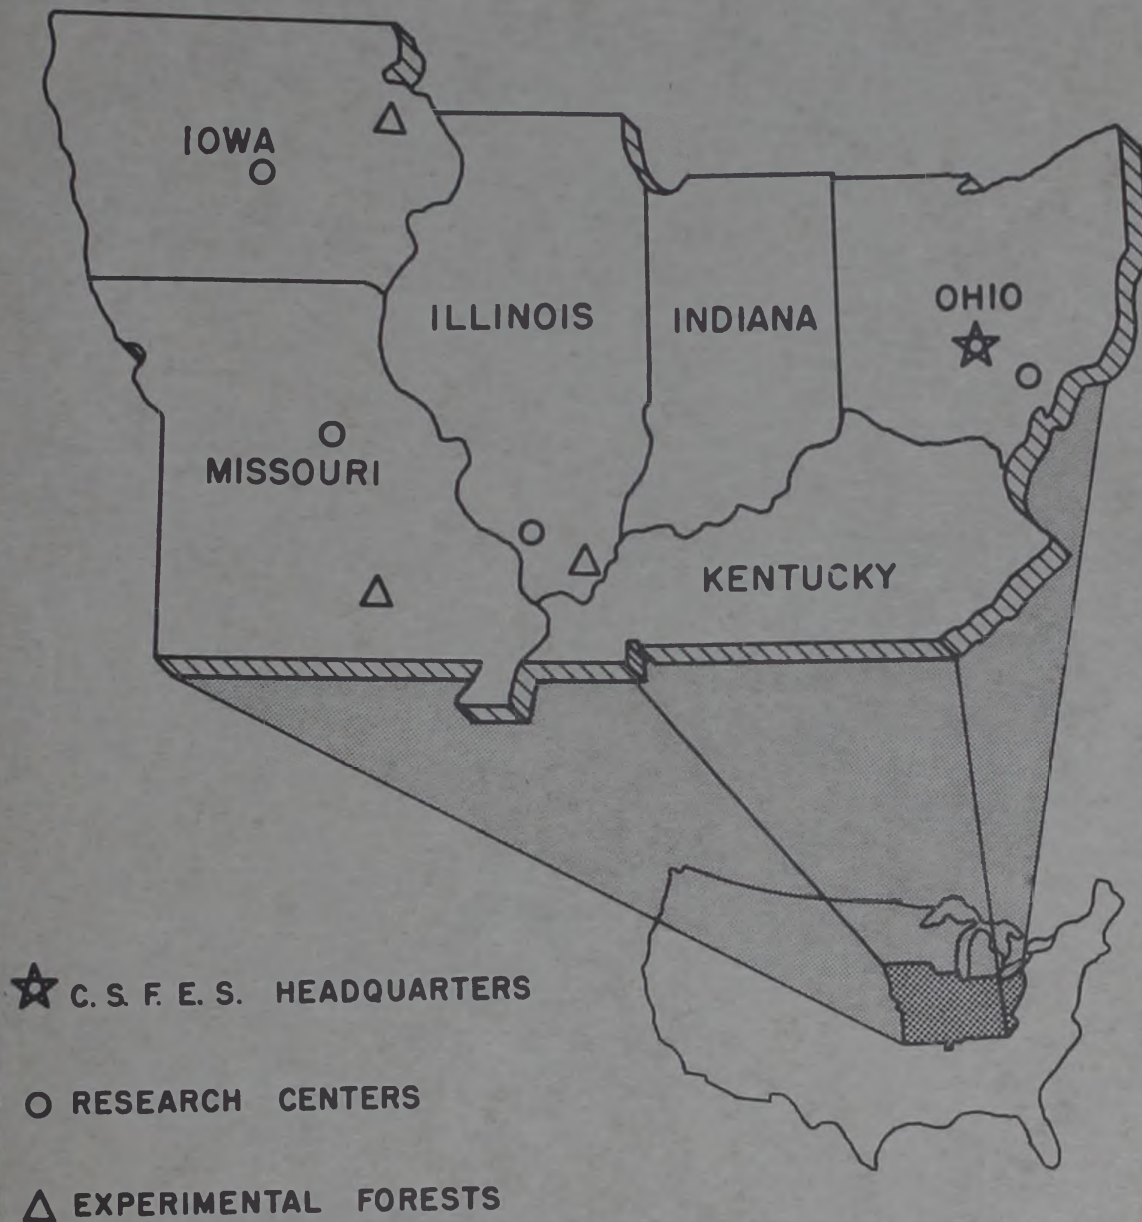 IOWA
ILLINOIS
INDIANA
OHIO
MISSOURI
KENTUCKY
C. S. F. E. S. HEADQUARTERS
RESEARCH CENTERS
EXPERIMENTAL FORESTS